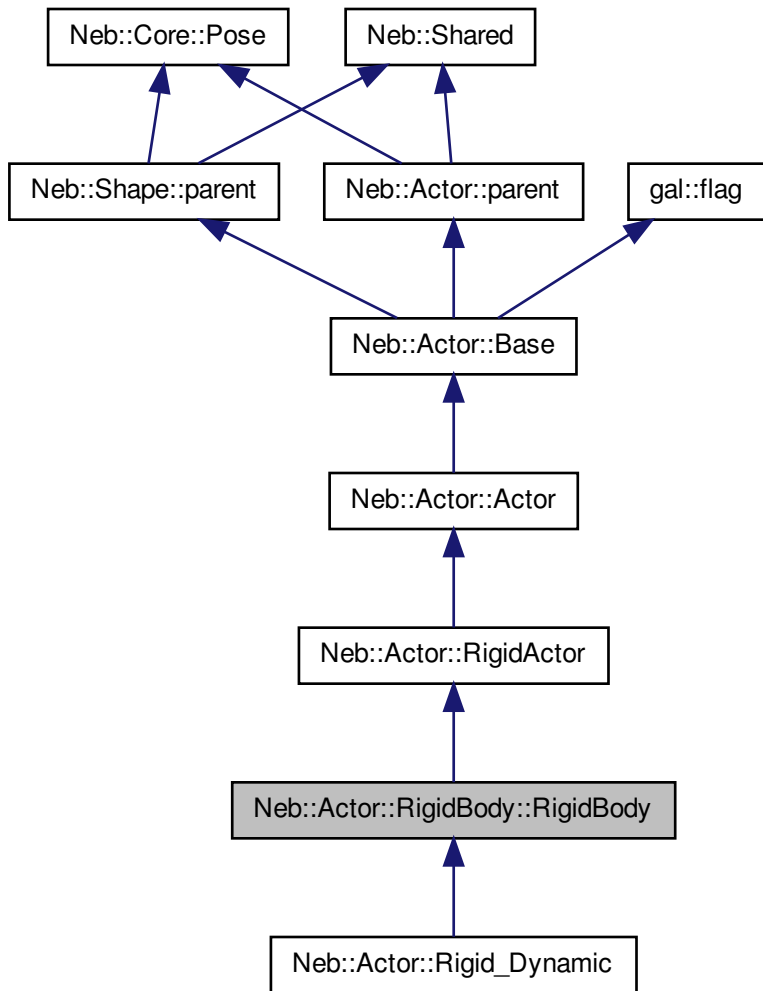 Neb::Core::Pose
Neb::Shared
Neb::Shape::parent
Neb::Actor::parent
gal::flag
Neb::Actor::Base
Neb::Actor::Actor
Neb::Actor::RigidActor
Neb::Actor::RigidBody::RigidBody
Neb::Actor::Rigid_Dynamic